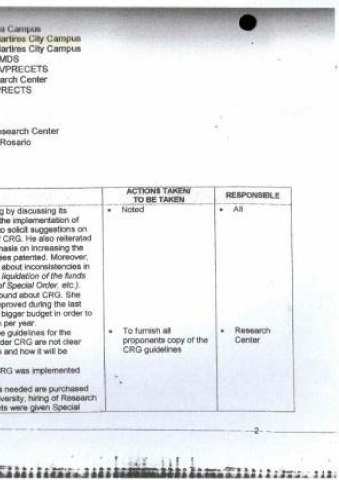 a Campus
artires City Campus
artires City Campus
MDS
VPRECETS
arch Center
PRECTS
esearch Center
Rosario
ACTIONS TAKEN/
TO BE TAKEN
RESPONSIBLE
g by discussing its
the implementation of
o solicit suggestions on
f CRG. He also reiterated
hasis on increasing the
ies patented. Moreover,
about inconsistencies in
liquidation of the funds
of Special Order, etc.).
ound about CRG. She
pproved during the last
bigger budget in order to
per year.
e guidelines for the
der CRG are not clear
s and how it will be
CRG was implemented
s needed are purchased
versity; hiring of Research
ts were given Special
• Noted
• To furnish all
proponents copy of the
CRG guidelines
• All
• Research
Center
-2-